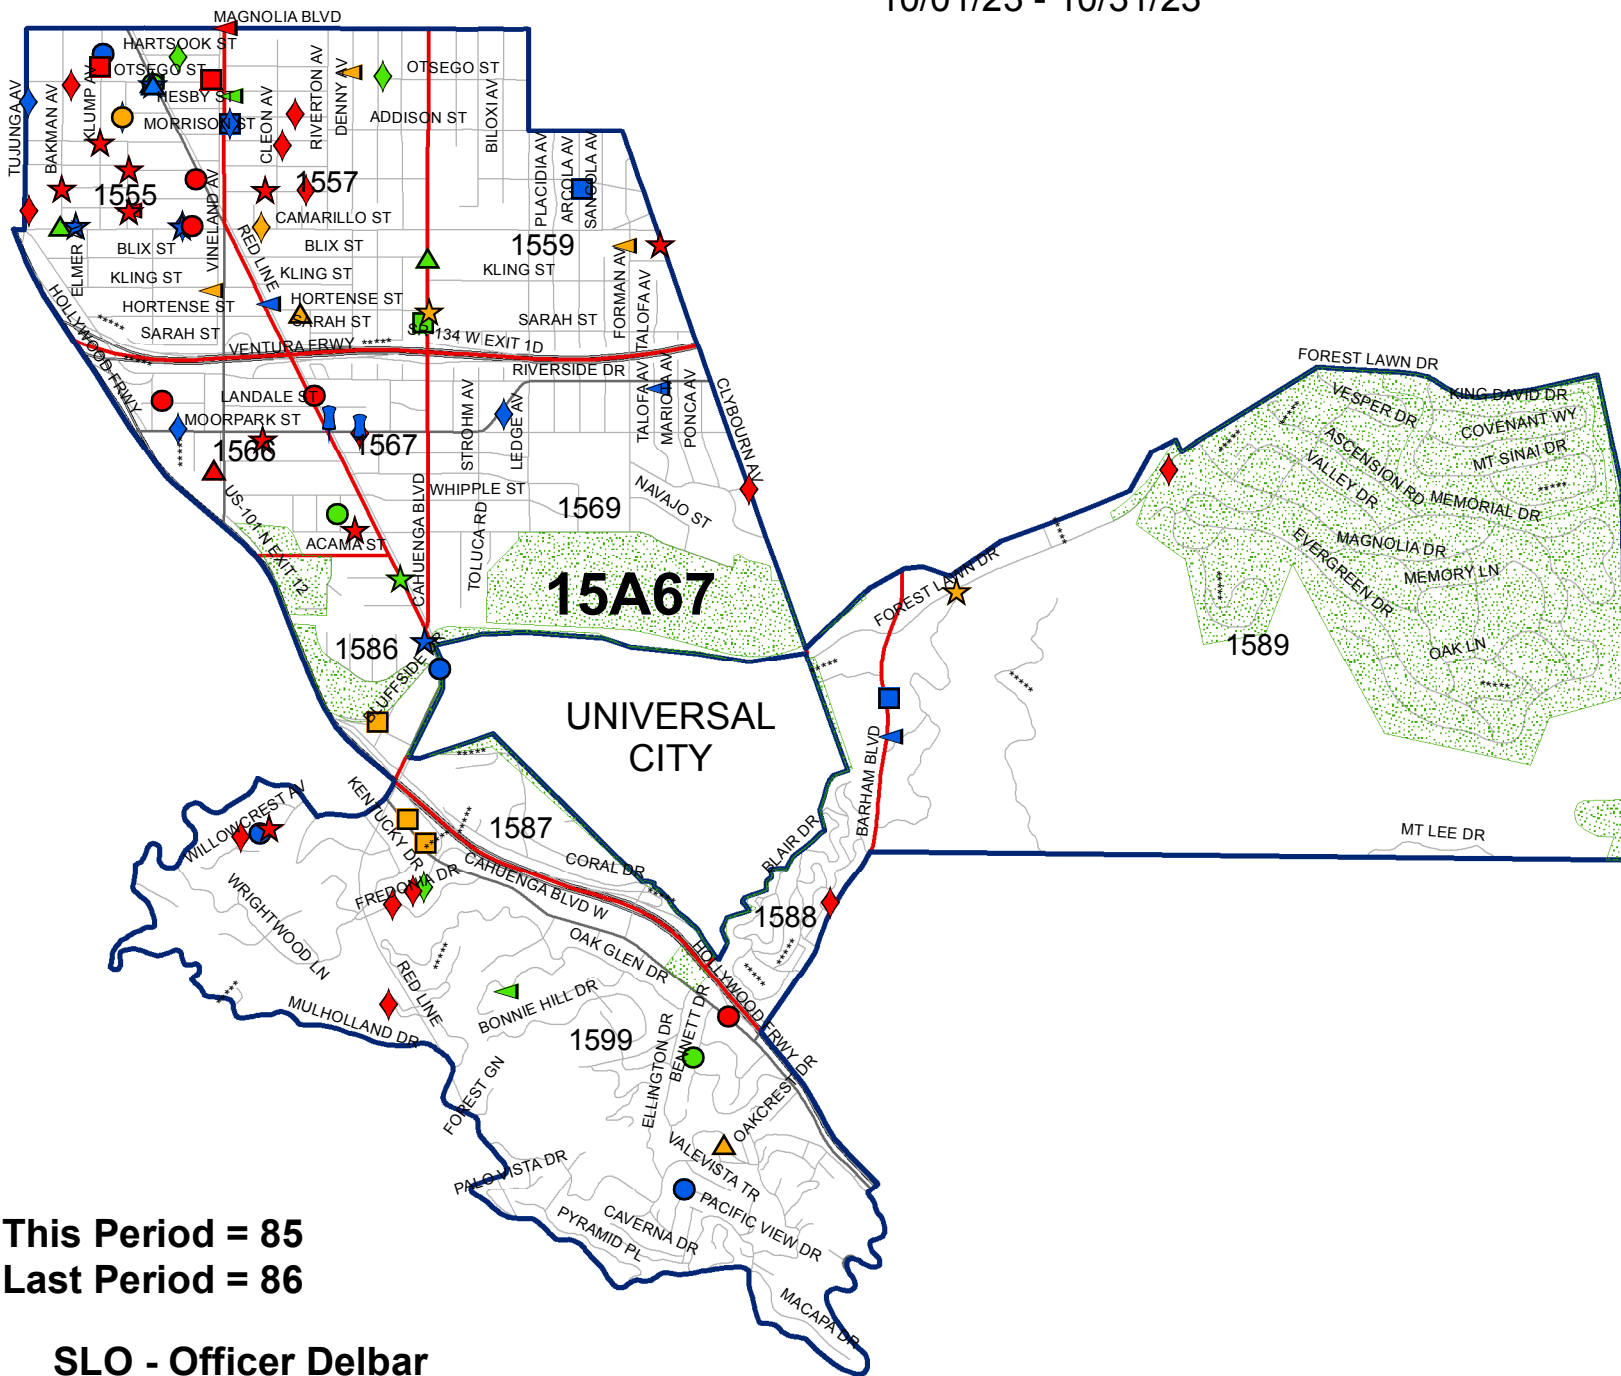 10/01/23 - 10/31/23
MAGNOLIA BLVD
HARTSOOK ST
OTSEGO ST
OTSEGO ST
HESBY ST
MORRISON ST
ADDISON ST
TUJUNGA AV
BAKMAN AV
KLUMP AV
CLEON AV
RIVERTON AV
DENNY AV
BILOXI AV
PLACIDIA AV
ARCOLA AV
SANCOLA AV
1555
1557
1559
VINELAND AV
CAMARILLO ST
BLIX ST
BLIX ST
ELMER
RED LINE
KLING ST
KLING ST
KLING ST
HORTENSE ST
HORTENSE ST
SARAH ST
SARAH ST
SARAH ST
FORMAN AV
TALOFA AV
HOLLYWOOD FRWY
*****
*****
VENTURA FRWY
*****
SR-134 W EXIT 1D
RIVERSIDE DR
LANDALE ST
MOORPARK ST
*****
STROHM AV
LEDGE AV
TALOFA AV
MARIOTA AV
PONCA AV
CLYBOURN AV
1566
1567
1569
US-101 N EXIT 12
WHIPPLE ST
NAVAJO ST
ACAMA ST
CAHUENGA BLVD
TOLUCA RD
15A67
1586
BLUFFSIDE DR
UNIVERSAL
CITY
FOREST LAWN DR
KING DAVID DR
VESPER DR
COVENANT WY
*****
*****
ASCENSION RD
MT SINAI DR
VALLEY DR
*****
MEMORIAL DR
MAGNOLIA DR
EVERGREEN DR
MEMORY LN
*****
*****
FOREST LAWN DR
1589
OAK LN
*****
*****
*****
BARHAM BLVD
MT LEE DR
*****
KENTUCKY DR
WILLOWCREST AV
*****
*****
1587
CORAL DR
BLAIR DR
FREDONIA DR
CAHUENGA BLVD W
*****
WRIGHTWOOD LN
1588
OAK GLEN DR
HOLLYWOOD FRWY
*****
*****
*****
*****
RED LINE
MULHOLLAND DR
BONNIE HILL DR
1599
ELLINGTON DR
BENNETT DR
OAKCREST DR
FOREST GN
VALEVISTA TR
PALO VISTA DR
PACIFIC VIEW DR
CAVERNA DR
PYRAMID PL
MACAPA DR
This Period = 85
Last Period = 86
SLO - Officer Delbar